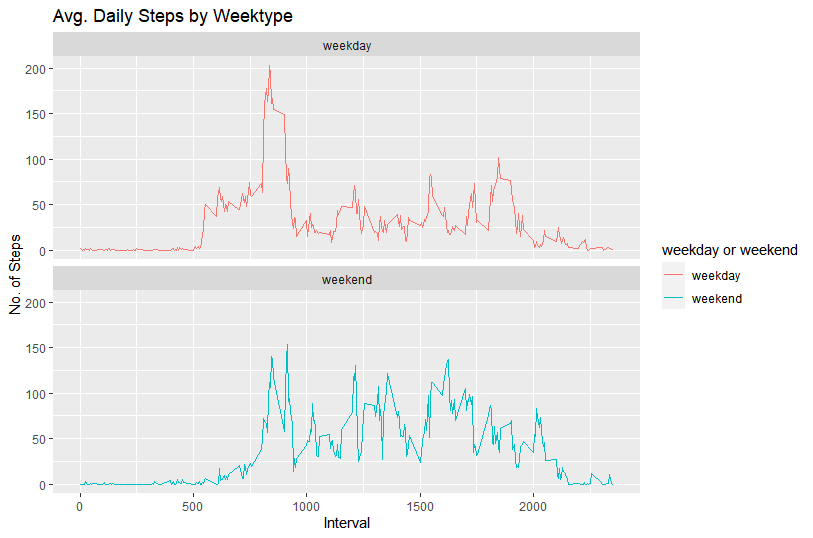 Avg. Daily Steps by Weektype
weekday
200
150
100
50
0
weekend
200
150
100
50
0
No. of Steps
0 500 1000 1500 2000
Interval
weekday or weekend
weekday
weekend